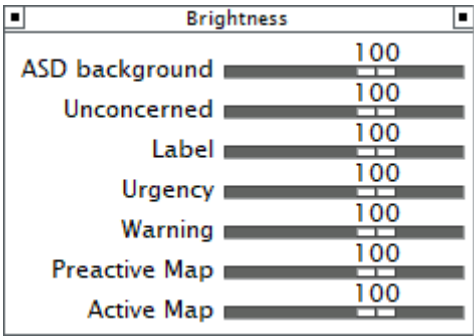 Brightness
100
ASD background
100
Unconcerned
100
Label
100
Urgency
100
Warning
100
Preactive Map
100
Active Map